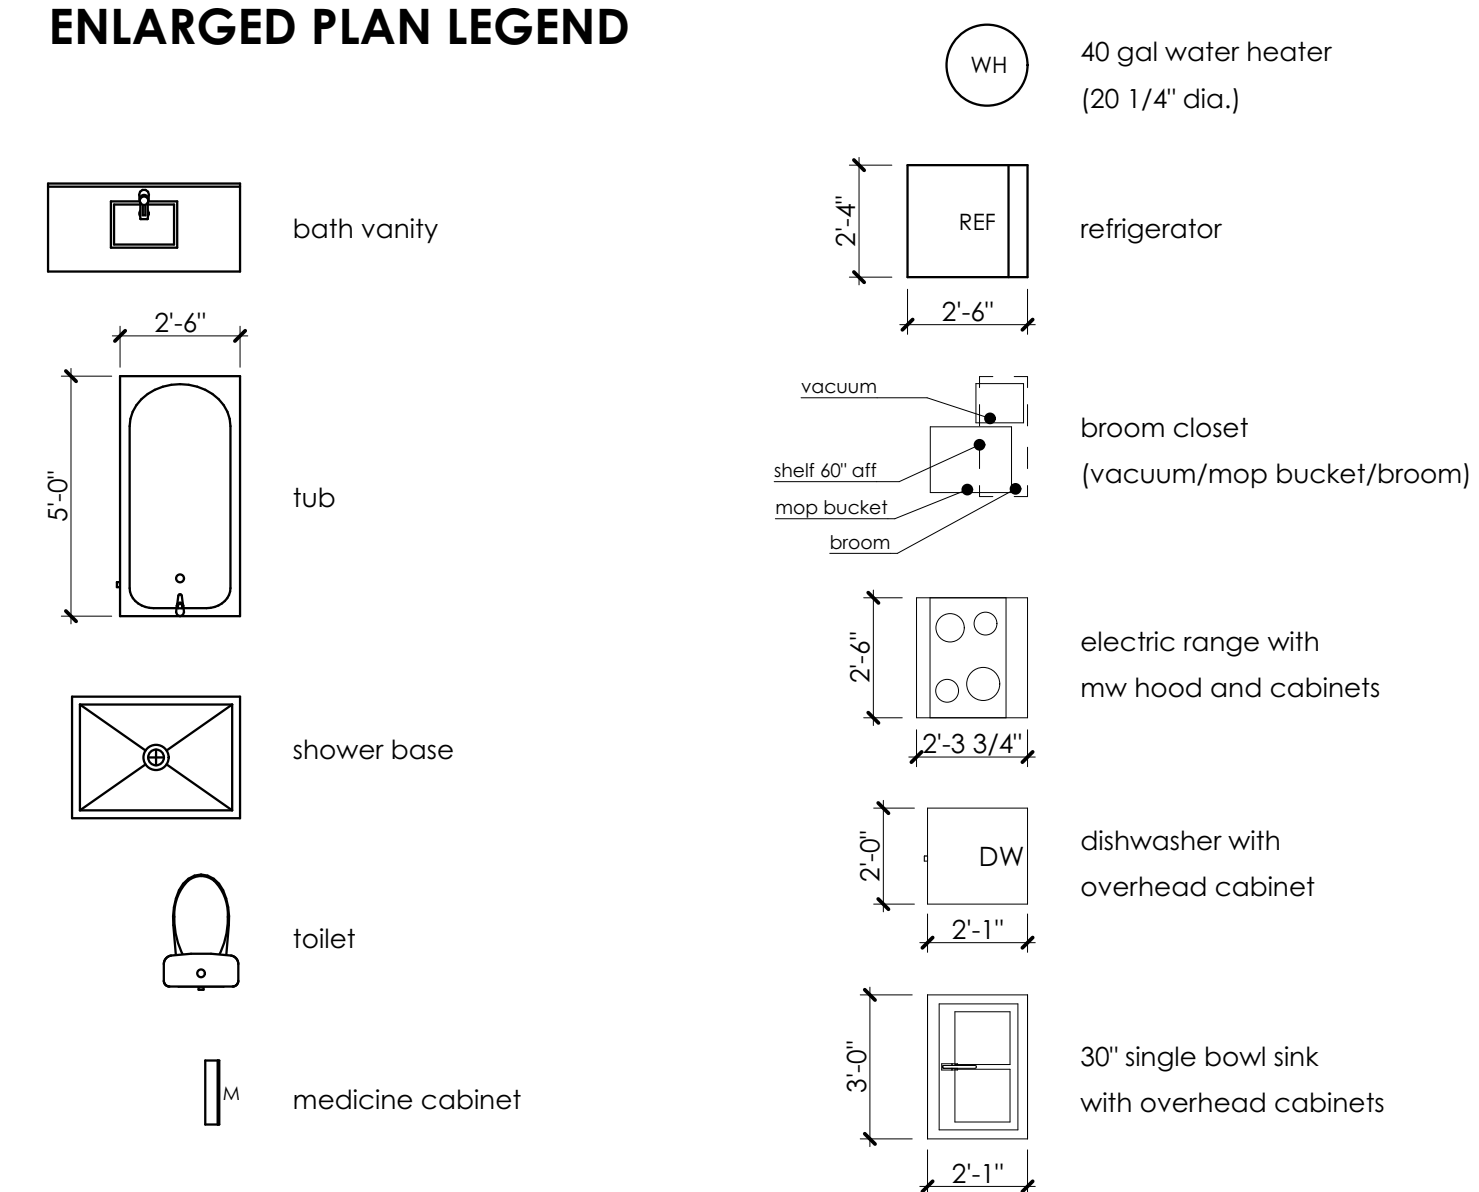 ENLARGED PLAN LEGEND
bath vanity
2'-6"
5'-0"
tub
shower base
toilet
M
medicine cabinet
WH
40 gal water heater
(20 1/4" dia.)
2'-4"
REF
refrigerator
2'-6"
vacuum
shelf 60" aff
mop bucket
broom
broom closet
(vacuum/mop bucket/broom)
2'-6"
electric range with
mw hood and cabinets
2'-3 3/4"
2'-0"
DW
dishwasher with
overhead cabinet
2'-1"
3'-0"
30" single bowl sink
with overhead cabinets
2'-1"